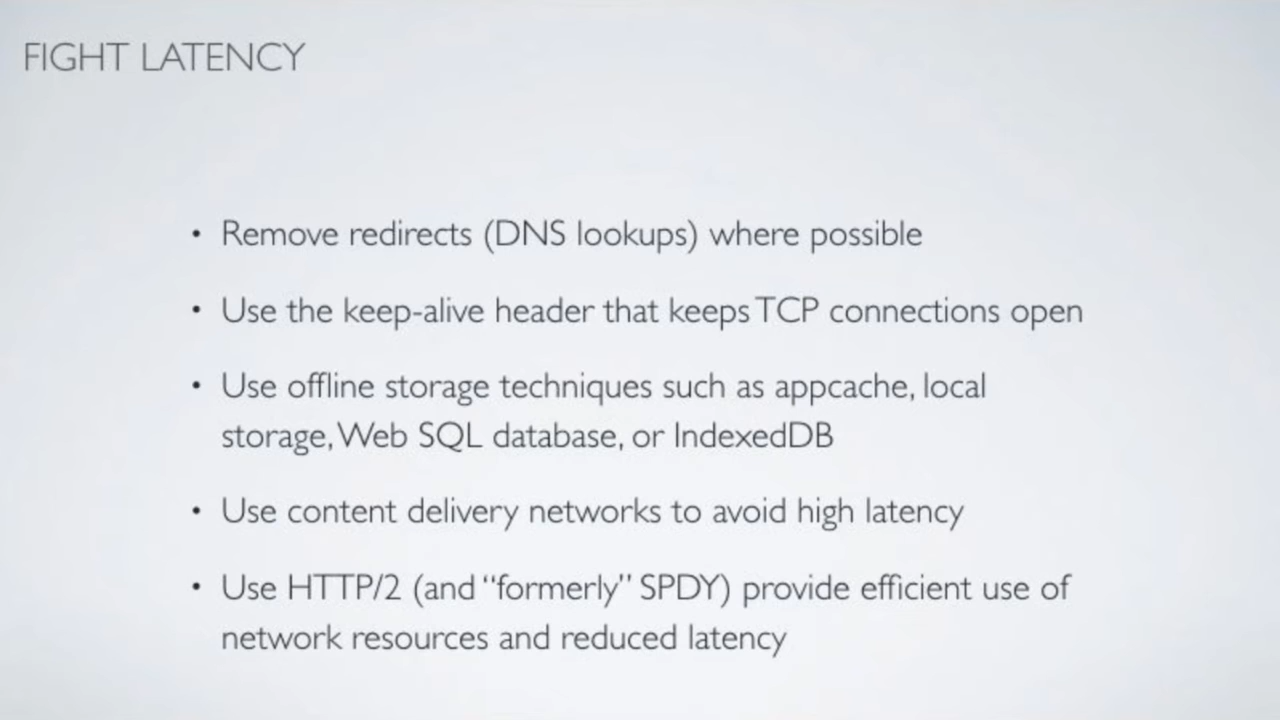 FIGHT LATENCY
• Remove redirects (DNS lookups) where possible
• Use the keep-alive header that keeps TCP connections open
• Use offline storage techniques such as appcache, local
storage, Web SQL database, or IndexedDB
• Use content delivery networks to avoid high latency
• Use HTTP/2 (and “formerly” SPDY) provide efficient use of
network resources and reduced latency